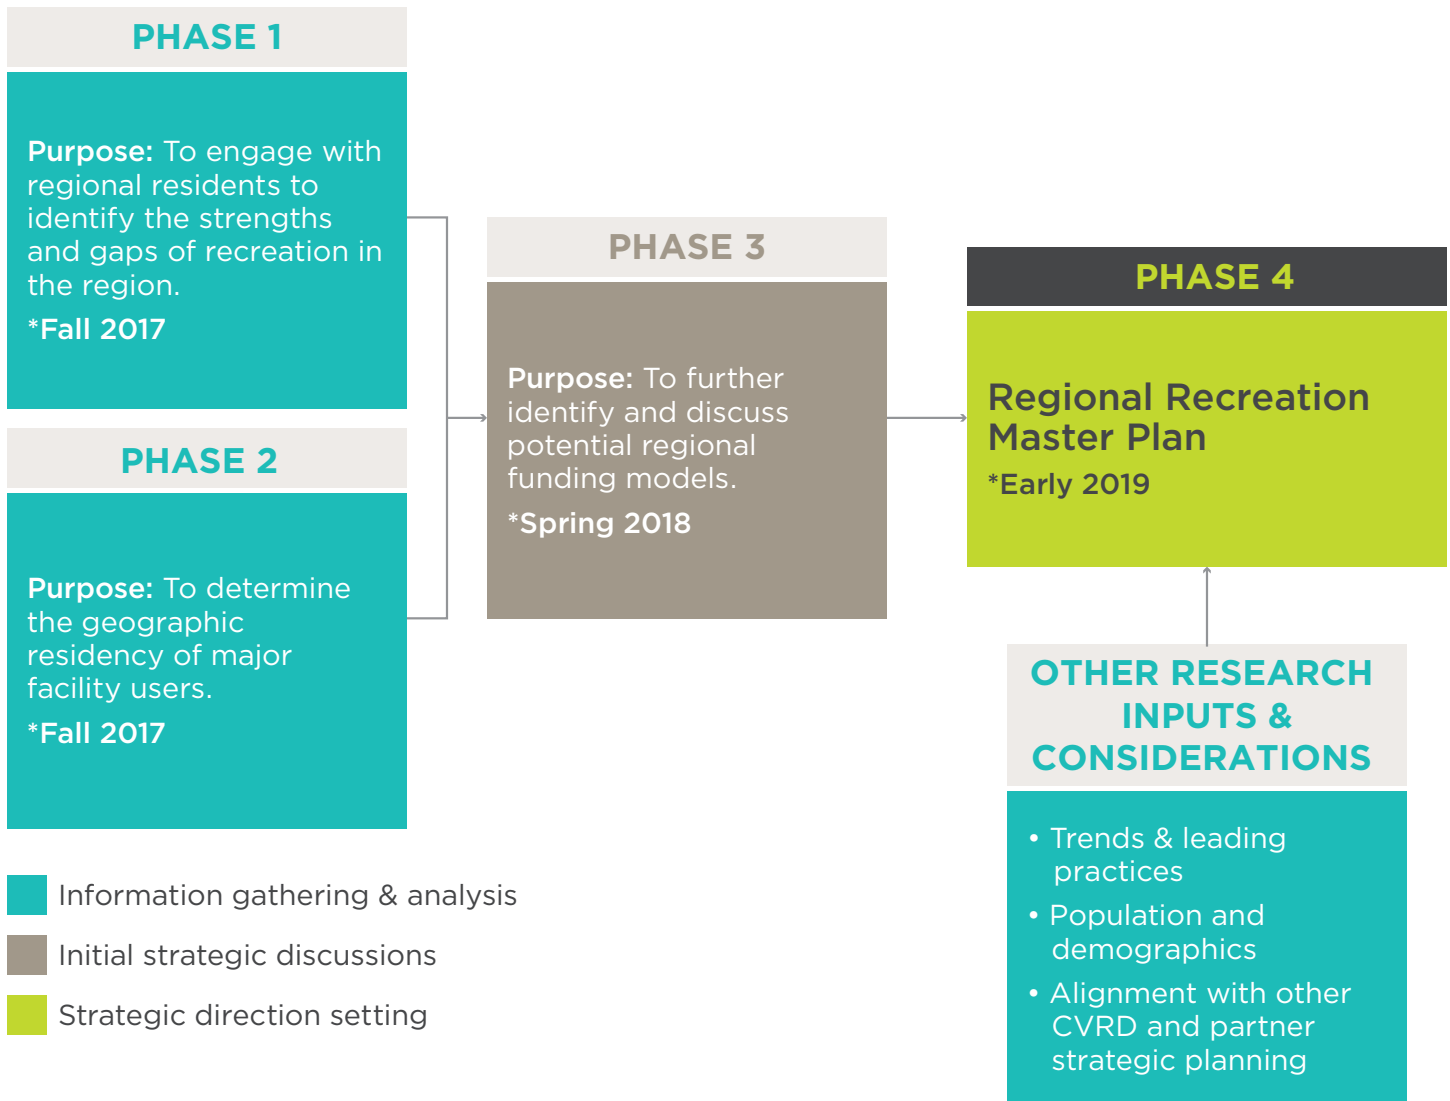 PHASE 1
Purpose: To engage with
regional residents to
identify the strengths
and gaps of recreation in
the region.
*Fall 2017
PHASE 2
Purpose: To determine
the geographic
residency of major
facility users.
*Fall 2017
PHASE 3
Purpose: To further
identify and discuss
potential regional
funding models.
*Spring 2018
PHASE 4
Regional Recreation
Master Plan
*Early 2019
OTHER RESEARCH
INPUTS &
CONSIDERATIONS
• Trends & leading
practices
• Population and
demographics
• Alignment with other
CVRD and partner
strategic planning
Information gathering & analysis
Initial strategic discussions
Strategic direction setting